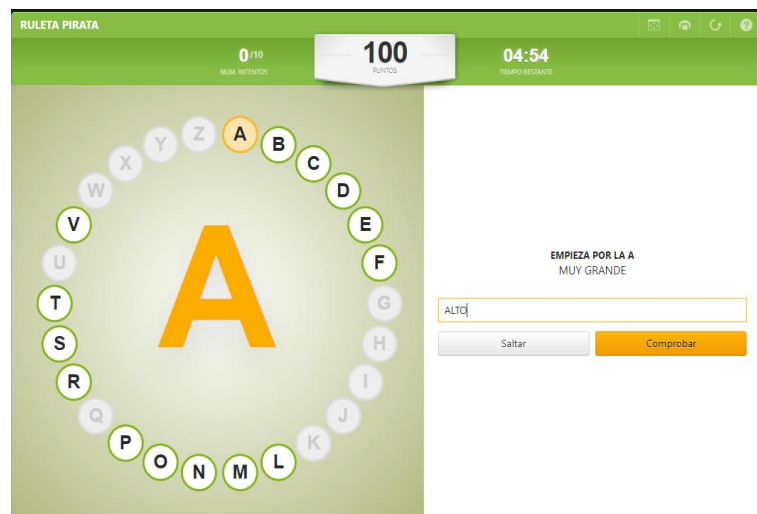 RULETA PIRATA
0/10
NUM. INTENTOS
100
PUNTOS
04:54
TIEMPO RESTANTE
A
B
C
D
E
F
G
H
I
J
K
L
M
N
O
P
Q
R
S
T
U
V
W
X
Y
Z
A
EMPIEZA POR LA A
MUY GRANDE
ALTO
Saltar
Comprobar
?